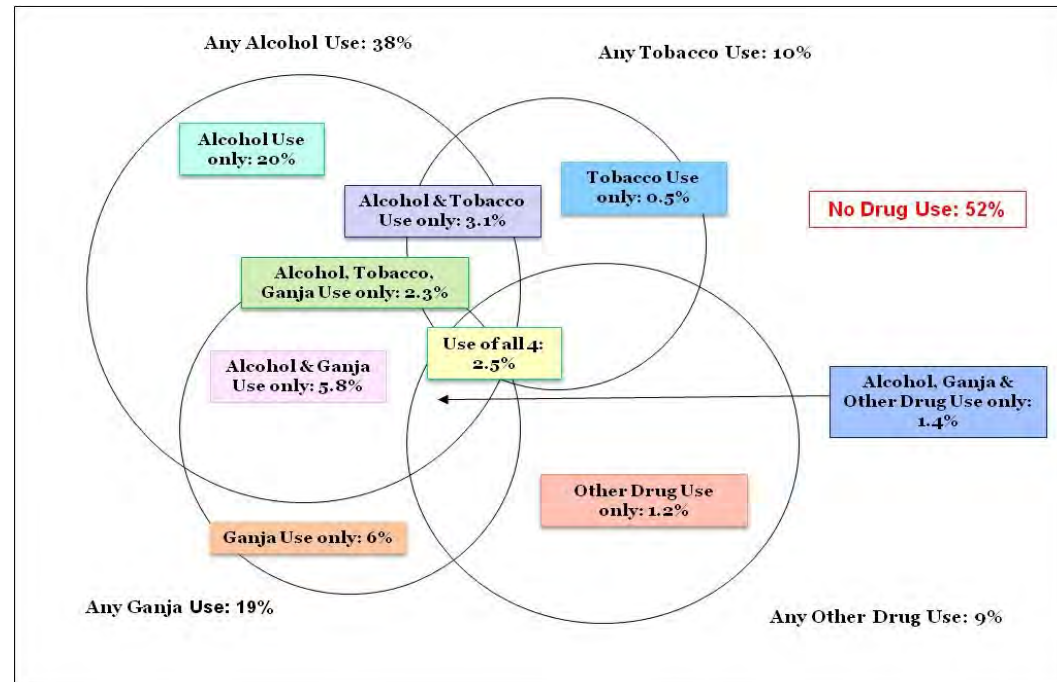 Any Alcohol Use: 38%
Any Tobacco Use: 10%
Alcohol Use
only: 20%
Tobacco Use
only: 0.5%
Alcohol & Tobacco
Use only: 3.1%
No Drug Use: 52%
Alcohol, Tobacco,
Ganja Use only: 2.3%
Use of all 4:
2.5%
Alcohol & Ganja
Use only: 5.8%
Alcohol, Ganja &
Other Drug Use only:
1.4%
Other Drug Use
only: 1.2%
Ganja Use only: 6%
Any Ganja Use: 19%
Any Other Drug Use: 9%